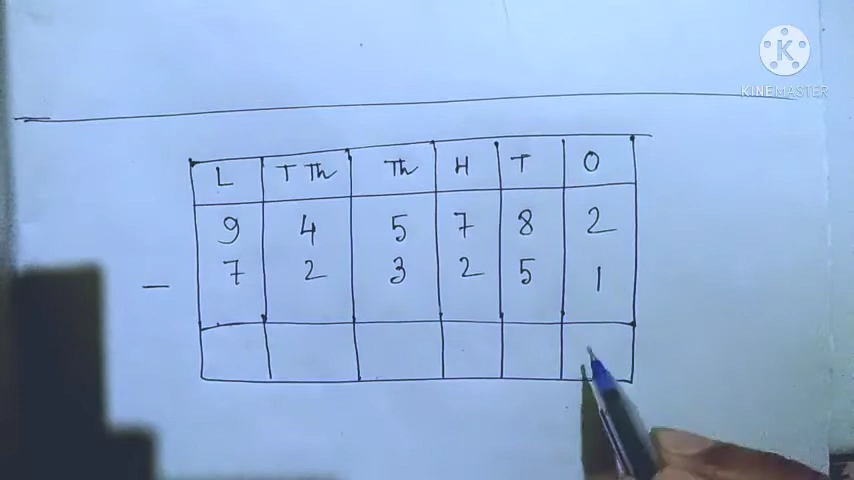 K
KINEMASTER
L T Th Th H T O
9 4 5 7 8 2
- 7 2 3 2 5 1